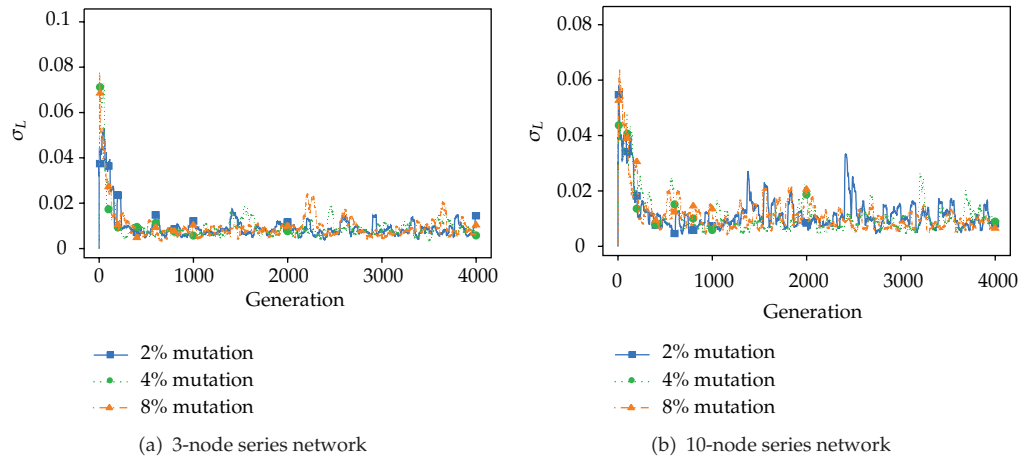 0.1
0.08
0.06
0.04
0.02
0
σL
0 1000 2000 3000 4000
Generation
2% mutation
4% mutation
8% mutation
(a) 3-node series network
0.08
0.06
0.04
0.02
0
σL
0 1000 2000 3000 4000
Generation
2% mutation
4% mutation
8% mutation
(b) 10-node series network